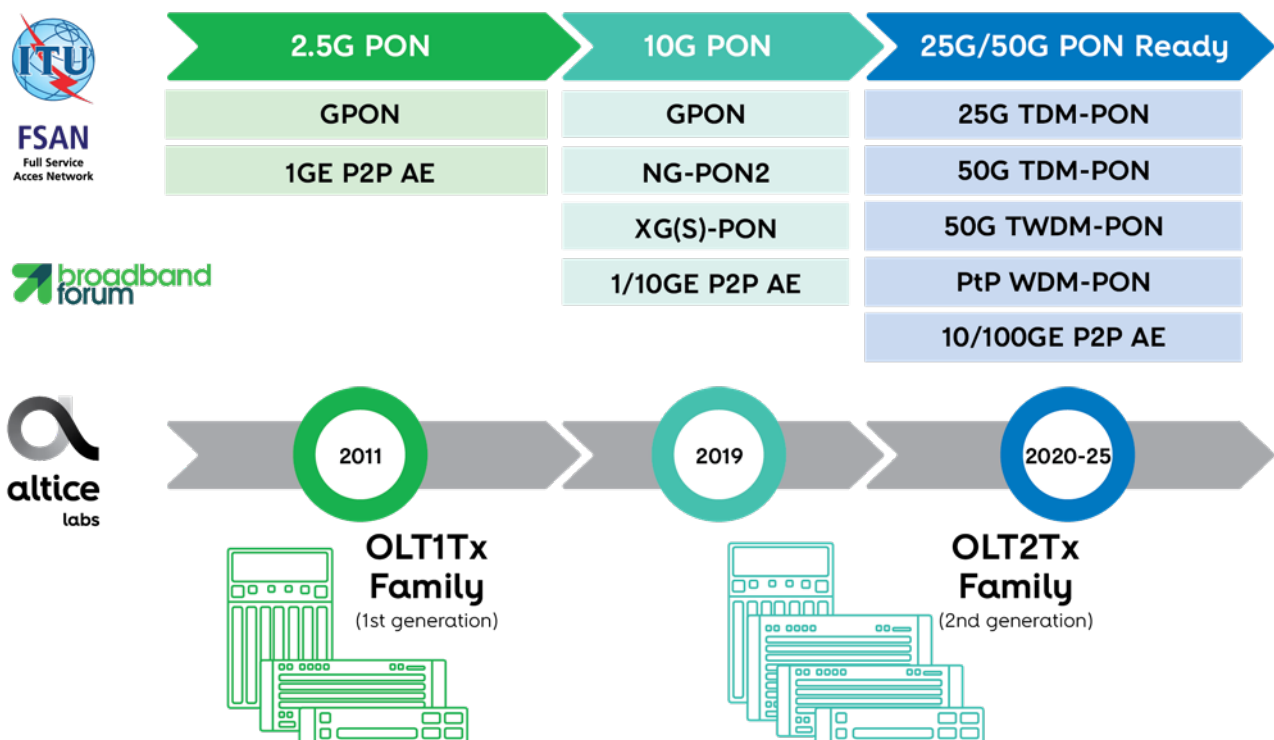 ITU
FSAN
Full Service
Acces Network
broadband
forum
altice
labs
2.5G PON
GPON
1GE P2P AE
10G PON
GPON
NG-PON2
XG(S)-PON
1/10GE P2P AE
25G/50G PON Ready
25G TDM-PON
50G TDM-PON
50G TWDM-PON
PtP WDM-PON
10/100GE P2P AE
2011
2019
2020-25
OLT1Tx
Family
(1st generation)
OLT2Tx
Family
(2nd generation)